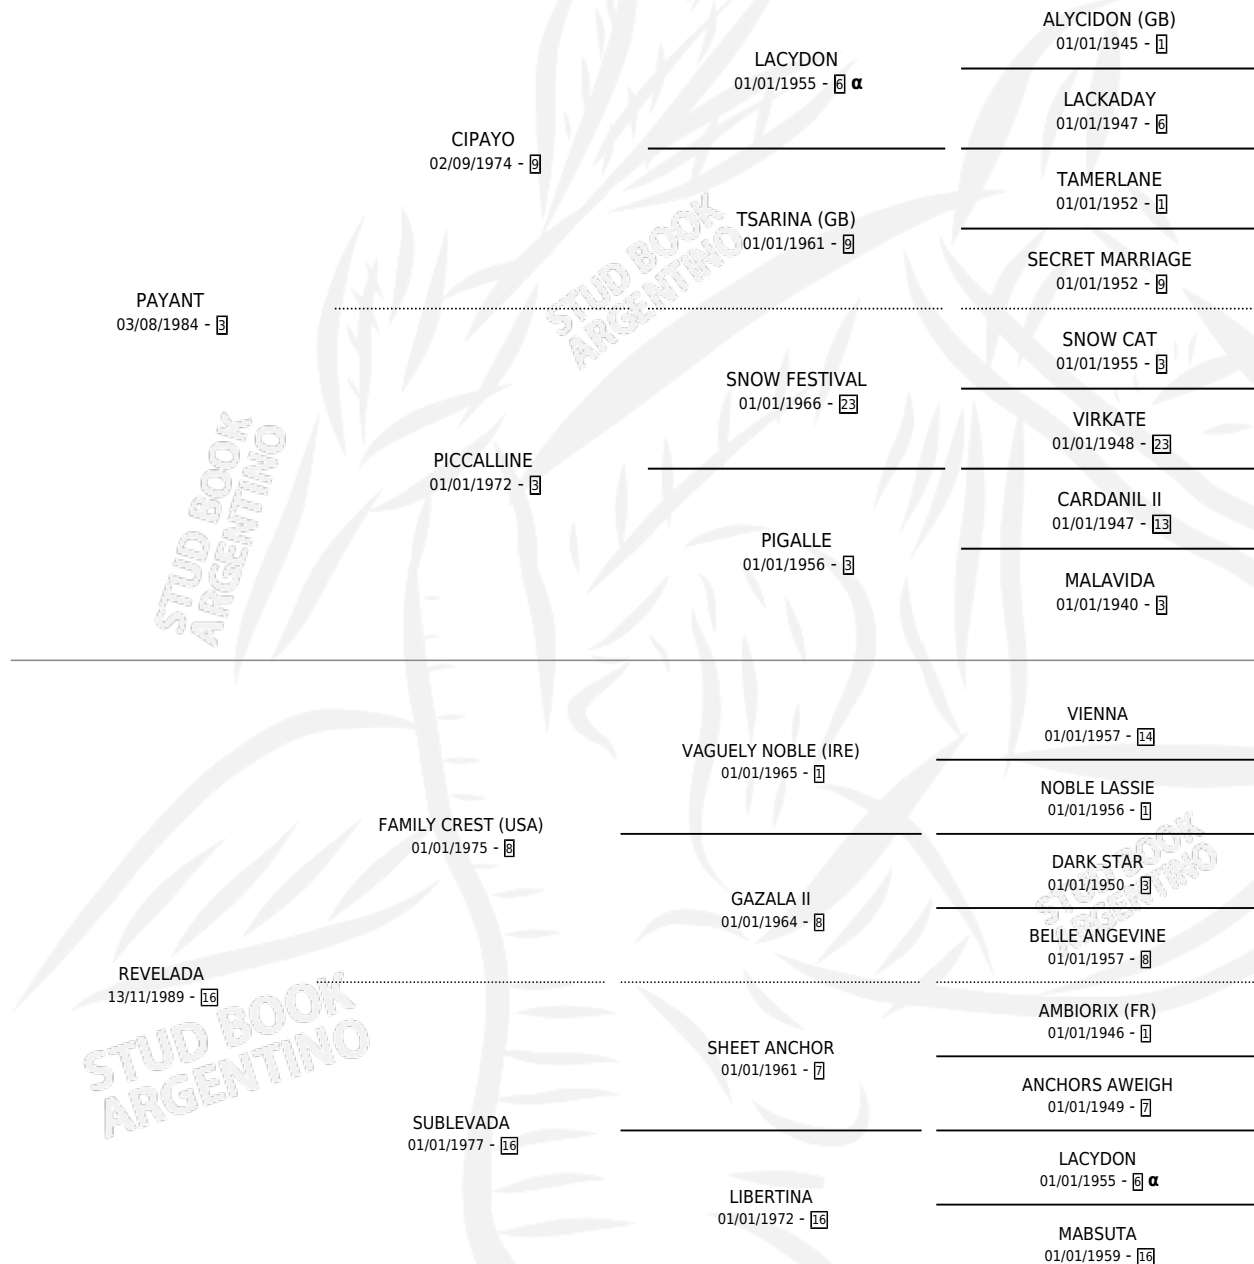 ALYCIDON (GB)
01/01/1945 - 1
LACYDON
01/01/1955 - 6 α
LACKADAY
01/01/1947 - 6
CIPAYO
02/09/1974 - 9
TAMERLANE
01/01/1952 - 1
TSARINA (GB)
01/01/1961 - 9
SECRET MARRIAGE
01/01/1952 - 9
STUD BOOK
ARGENTINO
PAYANT
03/08/1984 - 3
SNOW CAT
01/01/1955 - 3
SNOW FESTIVAL
01/01/1966 - 23
VIRKATE
01/01/1948 - 23
PICCALLINE
01/01/1972 - 3
CARDANIL II
01/01/1947 - 13
PIGALLE
01/01/1956 - 3
MALAVIDA
01/01/1940 - 3
STUD BOOK
ARGENTINO
VIENNA
01/01/1957 - 14
VAGUELY NOBLE (IRE)
01/01/1965 - 1
NOBLE LASSIE
01/01/1956 - 1
FAMILY CREST (USA)
01/01/1975 - 8
DARK STAR
01/01/1950 - 3
GAZALA II
01/01/1964 - 8
BELLE ANGEVINE
01/01/1957 - 8
STUD BOOK
ARGENTINO
REVELADA
13/11/1989 - 16
AMBIORIX (FR)
01/01/1946 - 1
SHEET ANCHOR
01/01/1961 - 7
ANCHORS AWEIGH
01/01/1949 - 7
STUD BOOK
ARGENTINO
SUBLEVADA
01/01/1977 - 16
LACYDON
01/01/1955 - 6 α
LIBERTINA
01/01/1972 - 16
MABSUTA
01/01/1959 - 16